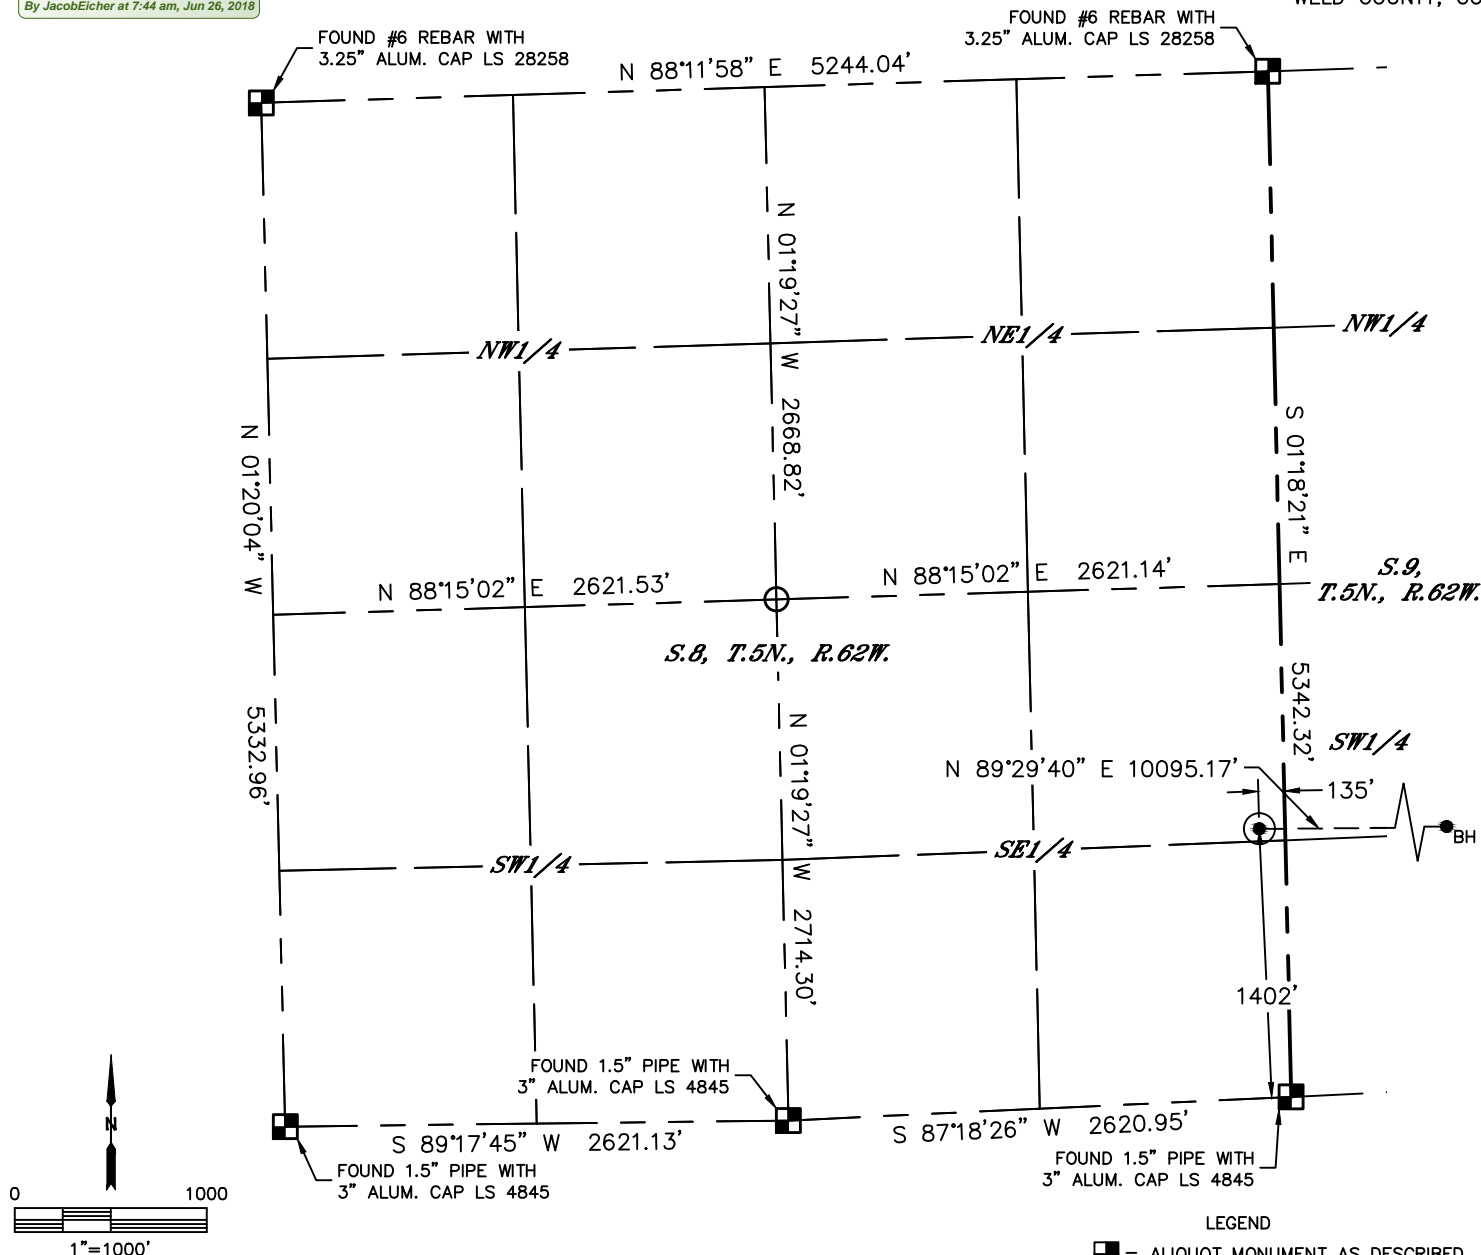 By JacobEicher at 7:44 am, Jun 26, 2018
FOUND #6 REBAR WITH
3.25" ALUM. CAP LS 28258
N 88°11'58" E 5244.04'
FOUND #6 REBAR WITH
3.25" ALUM. CAP LS 28258
N 01°19'27" W 2668.82'
NW1/4
NE1/4
NW1/4
N 01°20'04" W 5332.96'
S 01°18'21" E 5342.32'
N 88°15'02" E 2621.53'
N 88°15'02" E 2621.14'
S.9,
T.5N., R.62W.
S.8, T.5N., R.62W.
N 01°19'27" W 2714.30'
SW1/4
N 89°29'40" E 10095.17'
135'
BH
SW1/4
SE1/4
1402'
FOUND 1.5" PIPE WITH
3" ALUM. CAP LS 4845
S 89°17'45" W 2621.13'
S 87°18'26" W 2620.95'
FOUND 1.5" PIPE WITH
3" ALUM. CAP LS 4845
FOUND 1.5" PIPE WITH
3" ALUM. CAP LS 4845
N
0 1000
1"=1000'
LEGEND
= ALIQUOT MONUMENT AS DESCRIBED